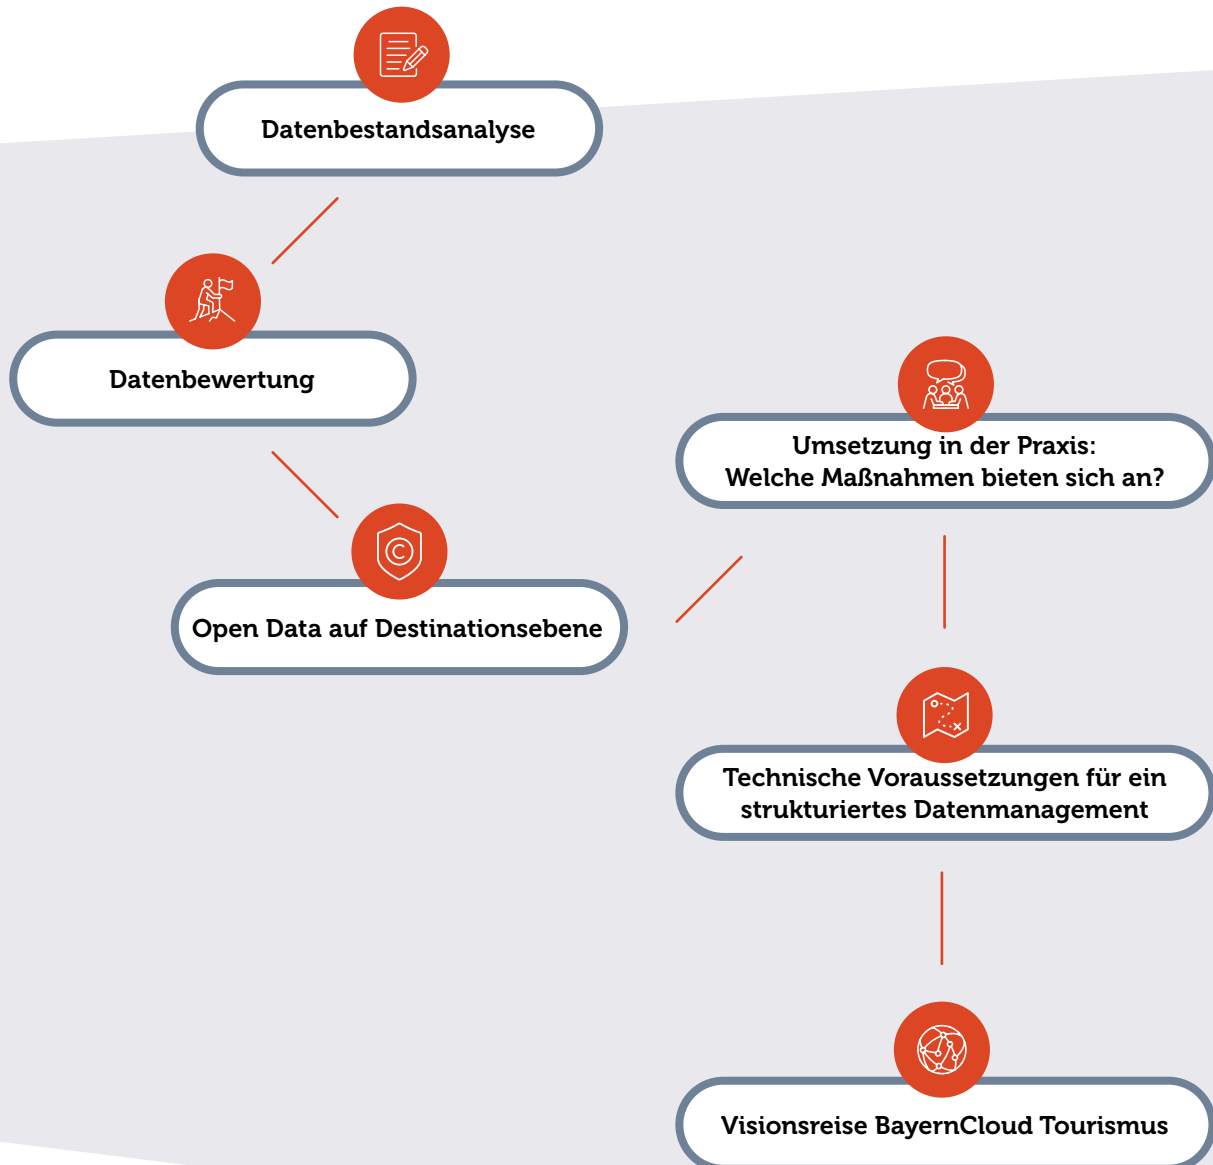 Datenbestandsanalyse
Datenbewertung
Open Data auf Destinationsebene
Umsetzung in der Praxis:
Welche Maßnahmen bieten sich an?
Technische Voraussetzungen für ein
strukturiertes Datenmanagement
Visionsreise BayernCloud Tourismus